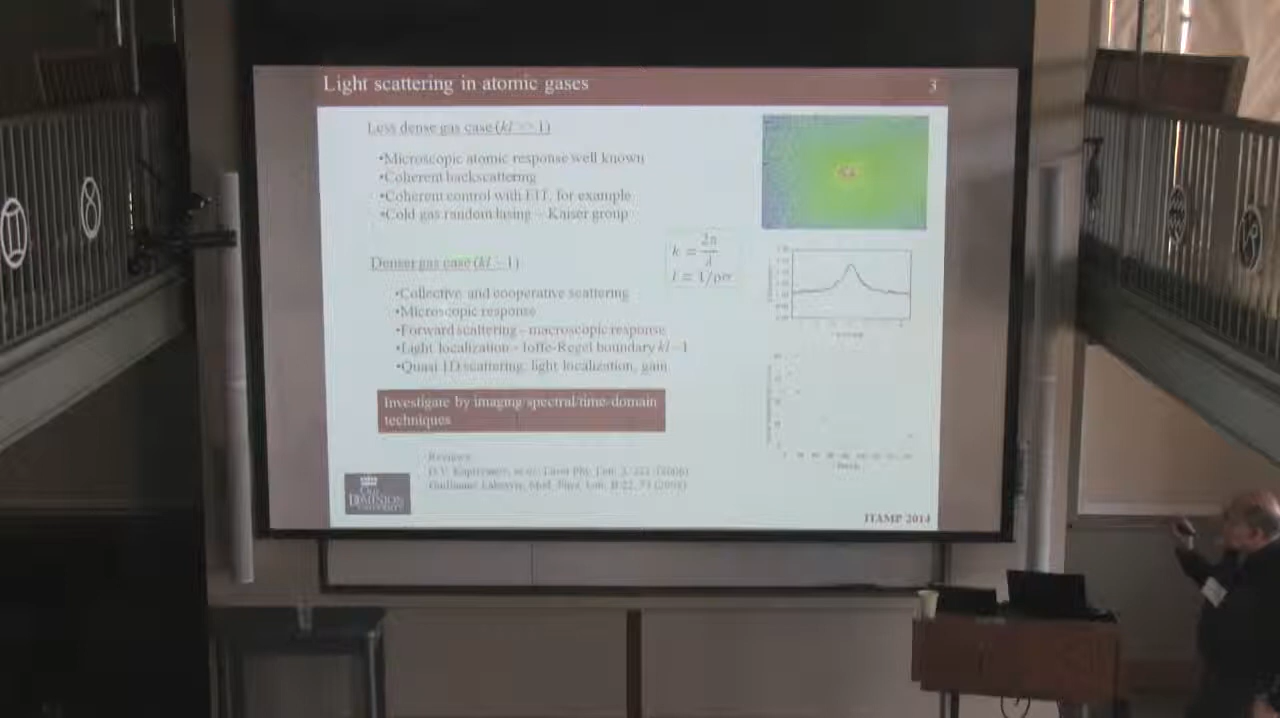 Light scattering in atomic gases
3
Less dense gas case (kl >> 1)
•Microscopic atomic response well known
•Coherent backscattering
•Coherent control with EIT, for example
•Cold gas random lasing – Kaiser group
k = 2π/λ
l = 1/ρσ
Denser gas case (kl ~ 1)
•Collective and cooperative scattering
•Microscopic response
•Forward scattering - macroscopic response
•Light localization - Ioffe-Regel boundary kl ~ 1
•Quasi 1D scattering, light localization, gain
Investigate by imaging spectral/time-domain
techniques
Reviews:
OLD
DOMINION
UNIVERSITY
ITAMP 2014